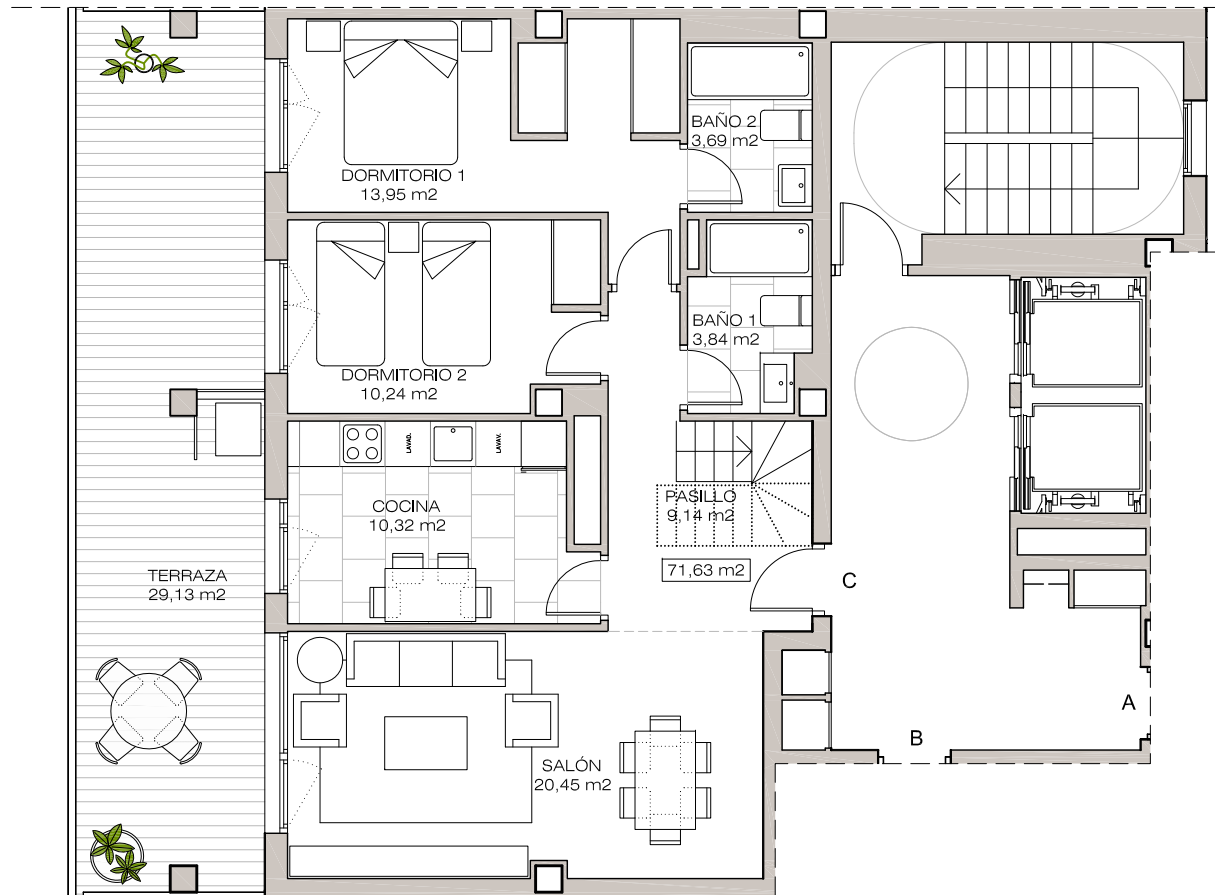 BAÑO 2
3,69 m2
DORMITORIO 1
13,95 m2
BAÑO 1
3,84 m2
DORMITORIO 2
10,24 m2
LAVAD.
LAVAV.
COCINA
10,32 m2
PASILLO
9,14 m2
71,63 m2
TERRAZA
29,13 m2
C
A
B
SALÓN
20,45 m2